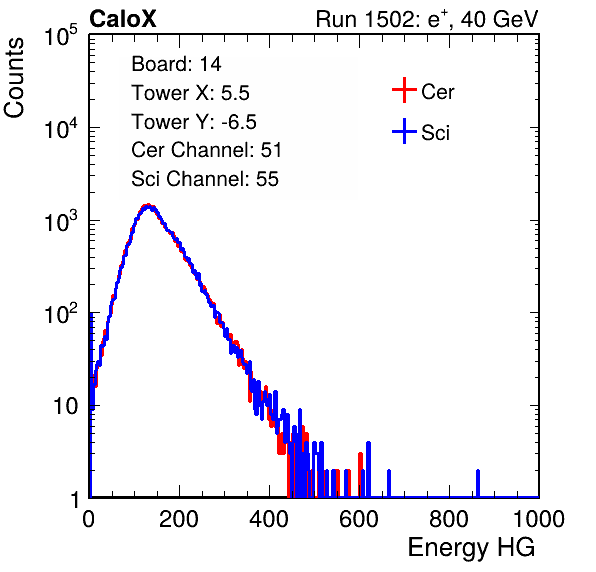 CaloX Run 1502: e⁺, 40 GeV
Counts
10⁵
10⁴
10³
10²
10
1
Board: 14
Tower X: 5.5
Tower Y: -6.5
Cer Channel: 51
Sci Channel: 55
Cer
Sci
0 200 400 600 800 1000
Energy HG